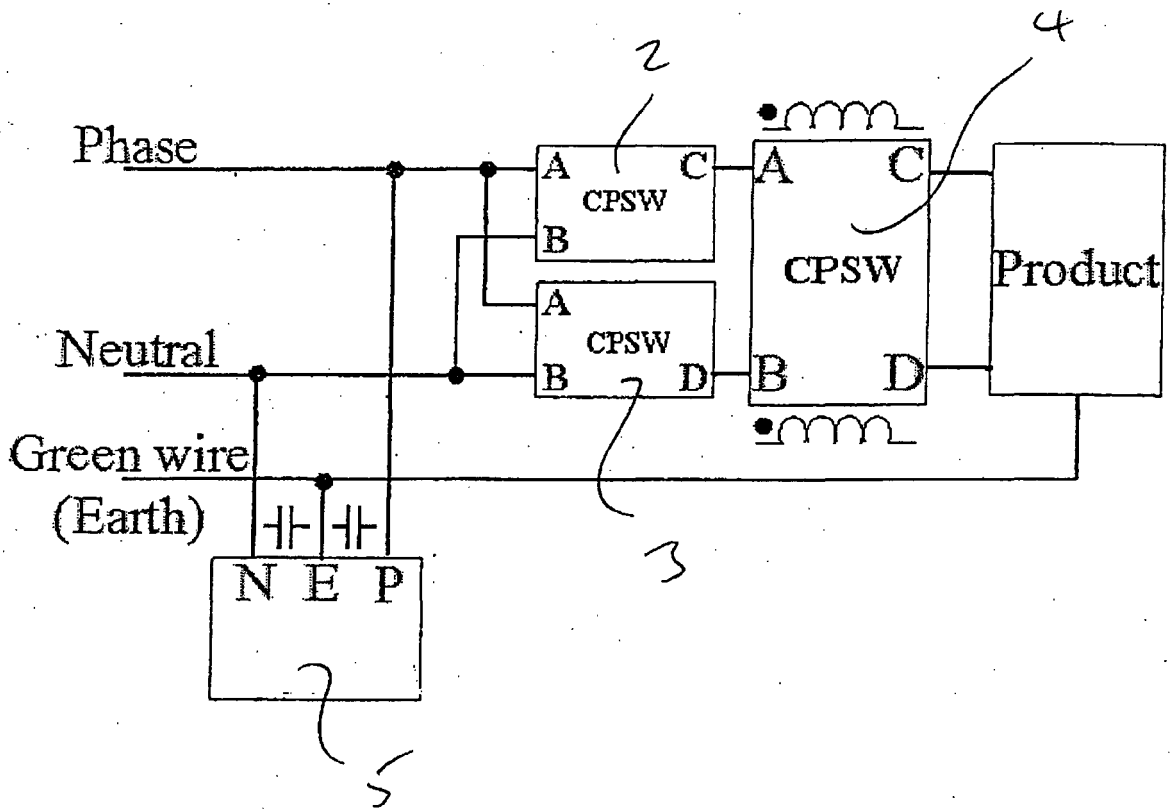 2
4
Phase
A C
CPSW
B
A C
CPSW
B D
Product
A
CPSW
B D
Neutral
Green wire
(Earth)
3
N E P
5